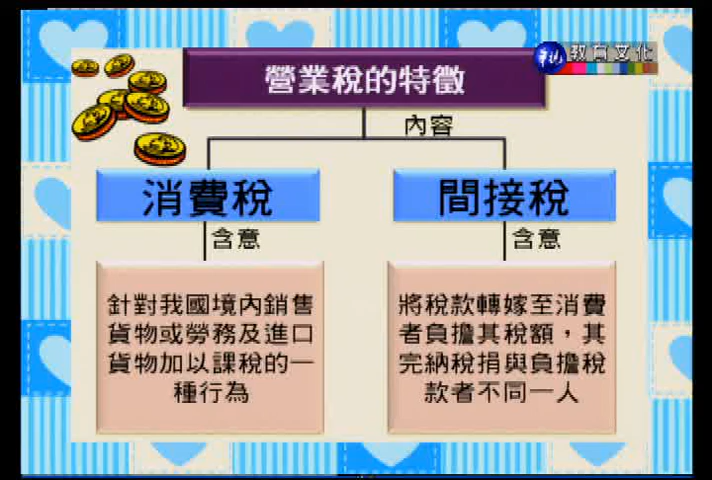 華視 教育文化
營業稅的特徵
內容
消費稅
間接稅
含意
含意
針對我國境內銷售
貨物或勞務及進口
貨物加以課稅的一
種行為
將稅款轉嫁至消費
者負擔其稅額，其
完納稅捐與負擔稅
款者不同一人